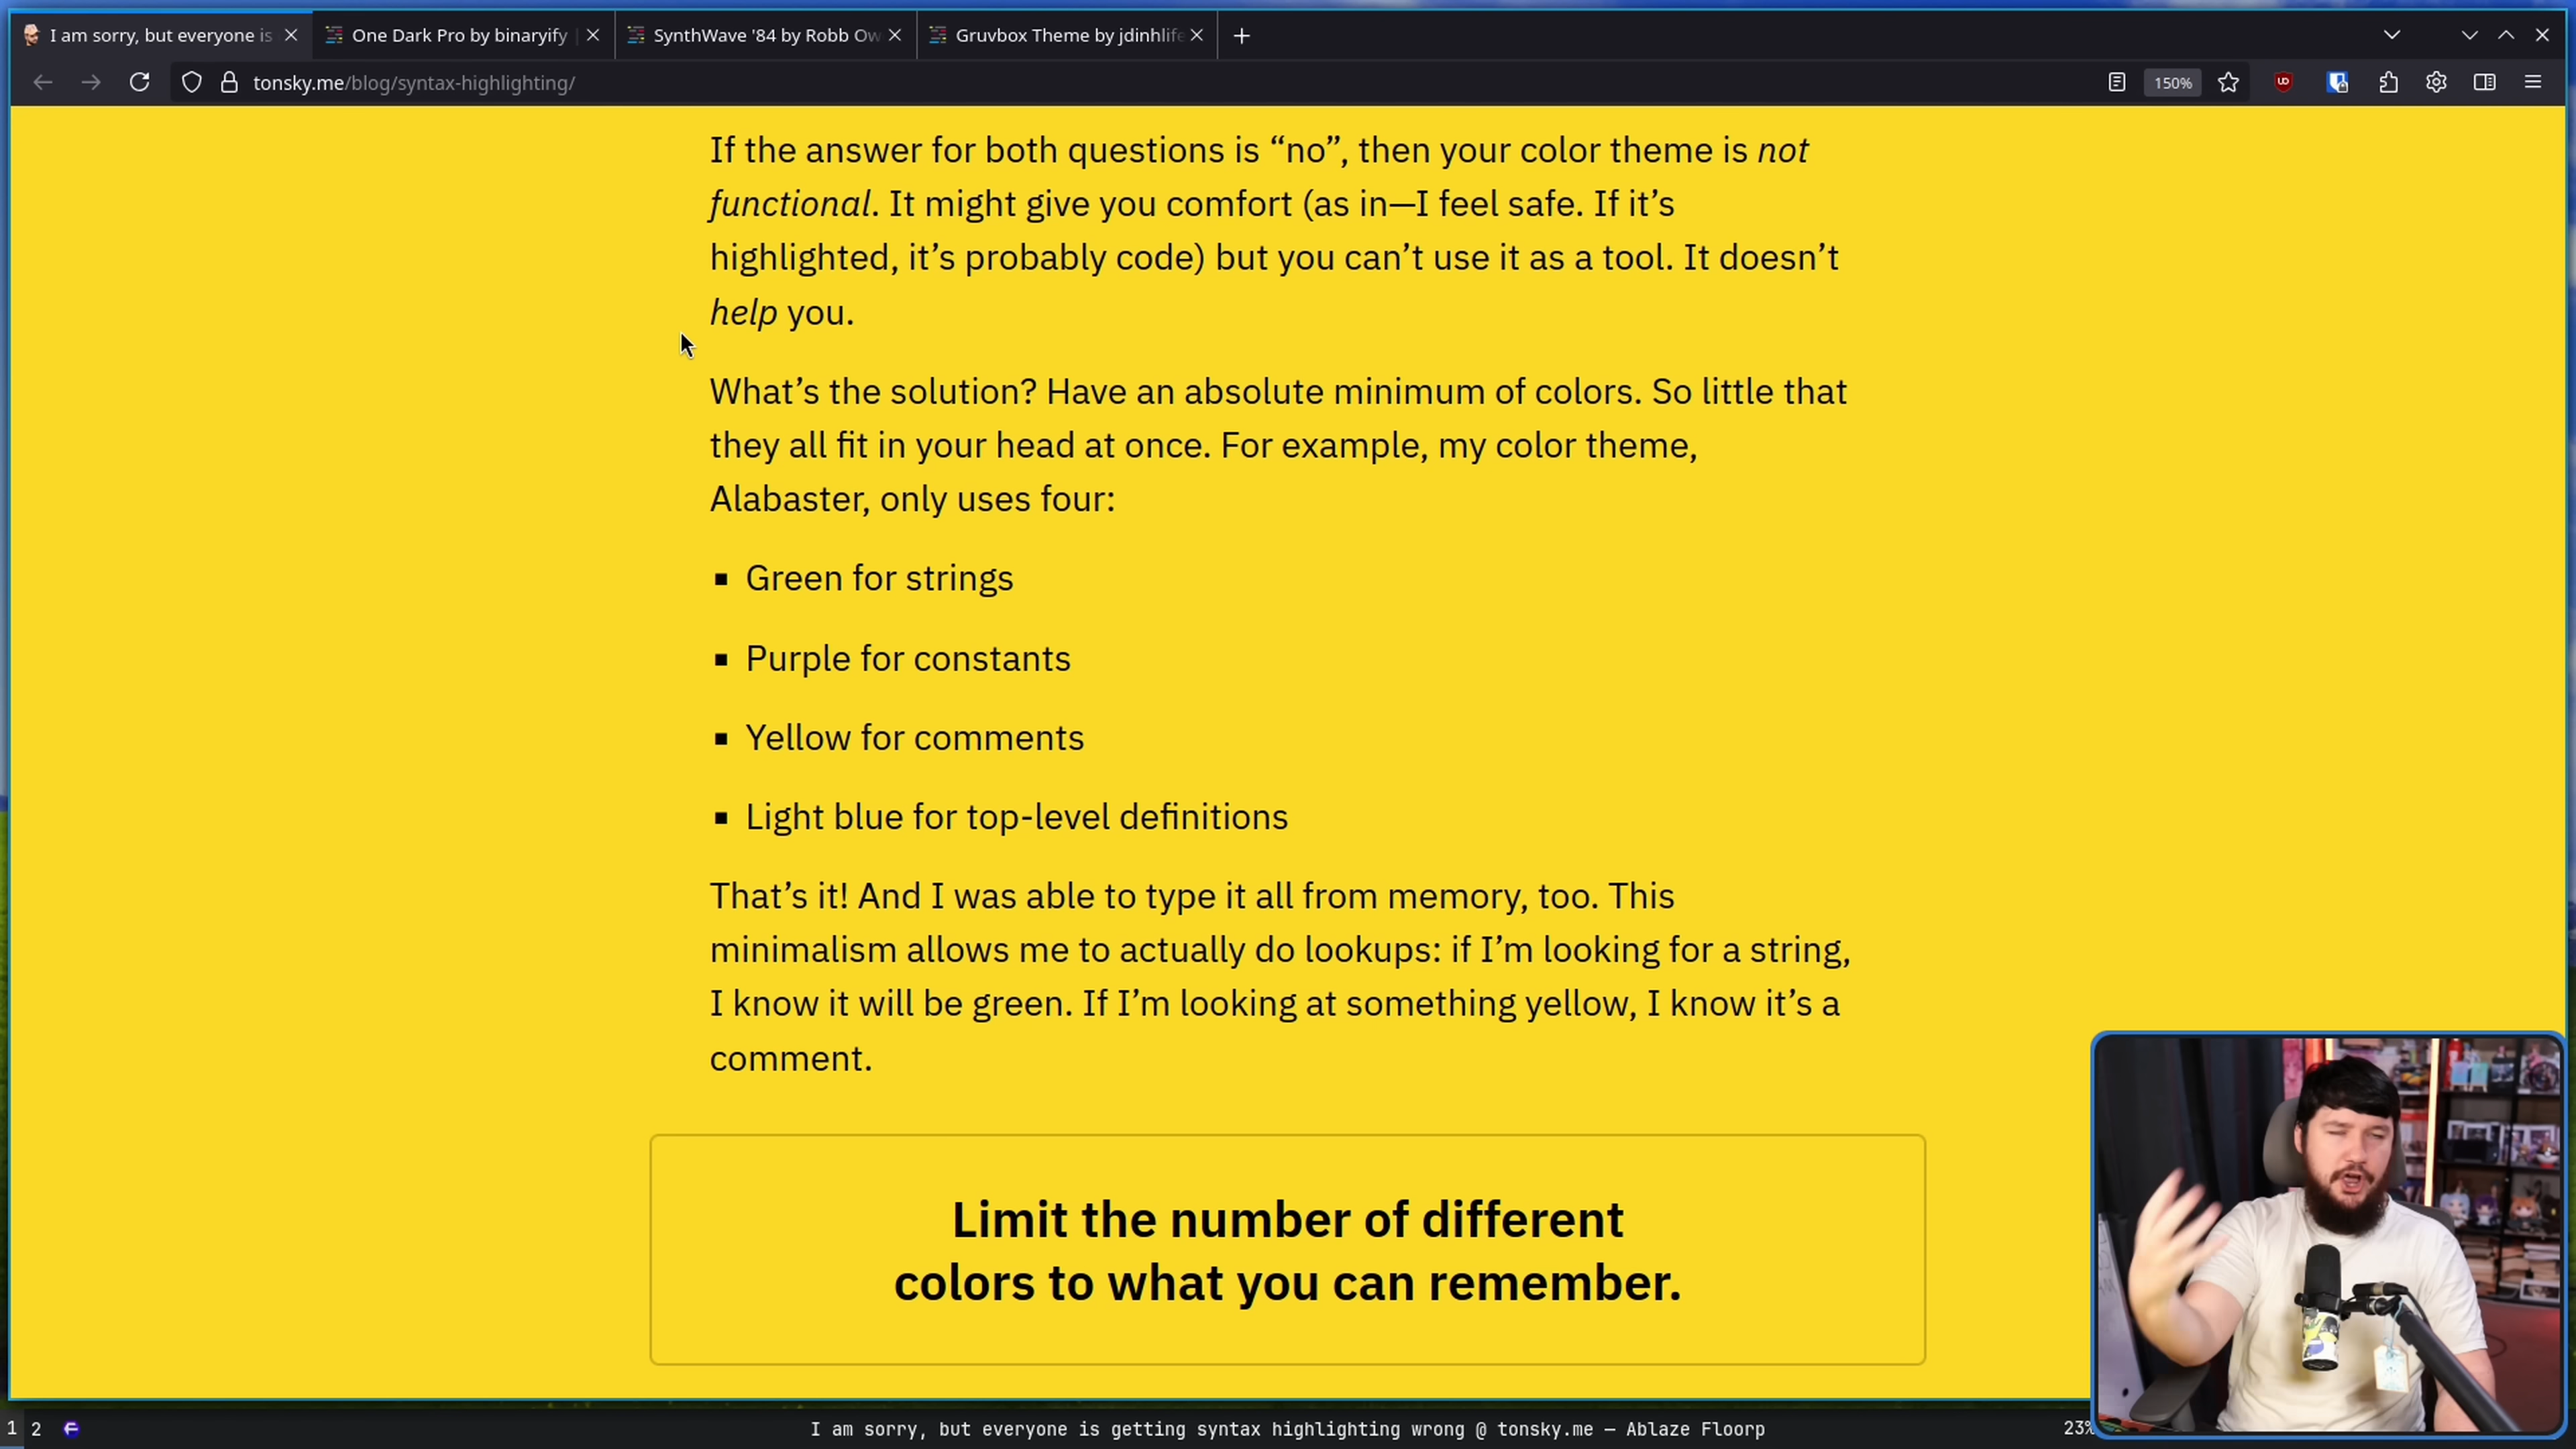 I am sorry, but everyone is
One Dark Pro by binaryify |
SynthWave '84 by Robb Ow
Gruvbox Theme by jdinhlife
tonsky.me/blog/syntax-highlighting/
150%
If the answer for both questions is “no”, then your color theme is not
functional. It might give you comfort (as in—I feel safe. If it’s
highlighted, it’s probably code) but you can’t use it as a tool. It doesn’t
help you.
What’s the solution? Have an absolute minimum of colors. So little that
they all fit in your head at once. For example, my color theme,
Alabaster, only uses four:
▪ Green for strings
▪ Purple for constants
▪ Yellow for comments
▪ Light blue for top-level definitions
That’s it! And I was able to type it all from memory, too. This
minimalism allows me to actually do lookups: if I’m looking for a string,
I know it will be green. If I’m looking at something yellow, I know it’s a
comment.
Limit the number of different
colors to what you can remember.
1 2
I am sorry, but everyone is getting syntax highlighting wrong @ tonsky.me — Ablaze Floorp
23%